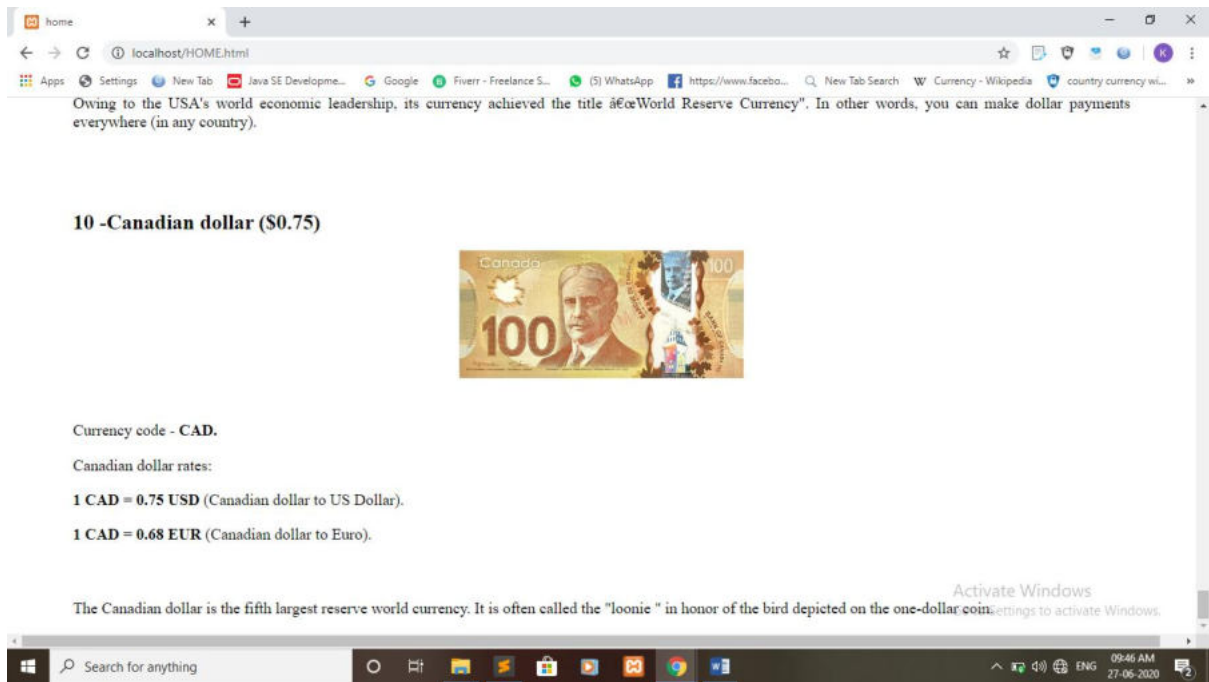 home
localhost/HOME.html
Apps Settings New Tab Java SE Developme... Google Fiverr - Freelance S... (5) WhatsApp https://www.facebo... New Tab Search W Currency - Wikipedia country currency wi... »
Owing to the USA's world economic leadership, its currency achieved the title â€œWorld Reserve Currency". In other words, you can make dollar payments
everywhere (in any country).
10 -Canadian dollar ($0.75)
Canada 100
100
Currency code - CAD.
Canadian dollar rates:
1 CAD = 0.75 USD (Canadian dollar to US Dollar).
1 CAD = 0.68 EUR (Canadian dollar to Euro).
Activate Windows
The Canadian dollar is the fifth largest reserve world currency. It is often called the "loonie " in honor of the bird depicted on the one-dollar coin.
ettings to activate Windows.
Search for anything
ENG
09:46 AM
27-06-2020